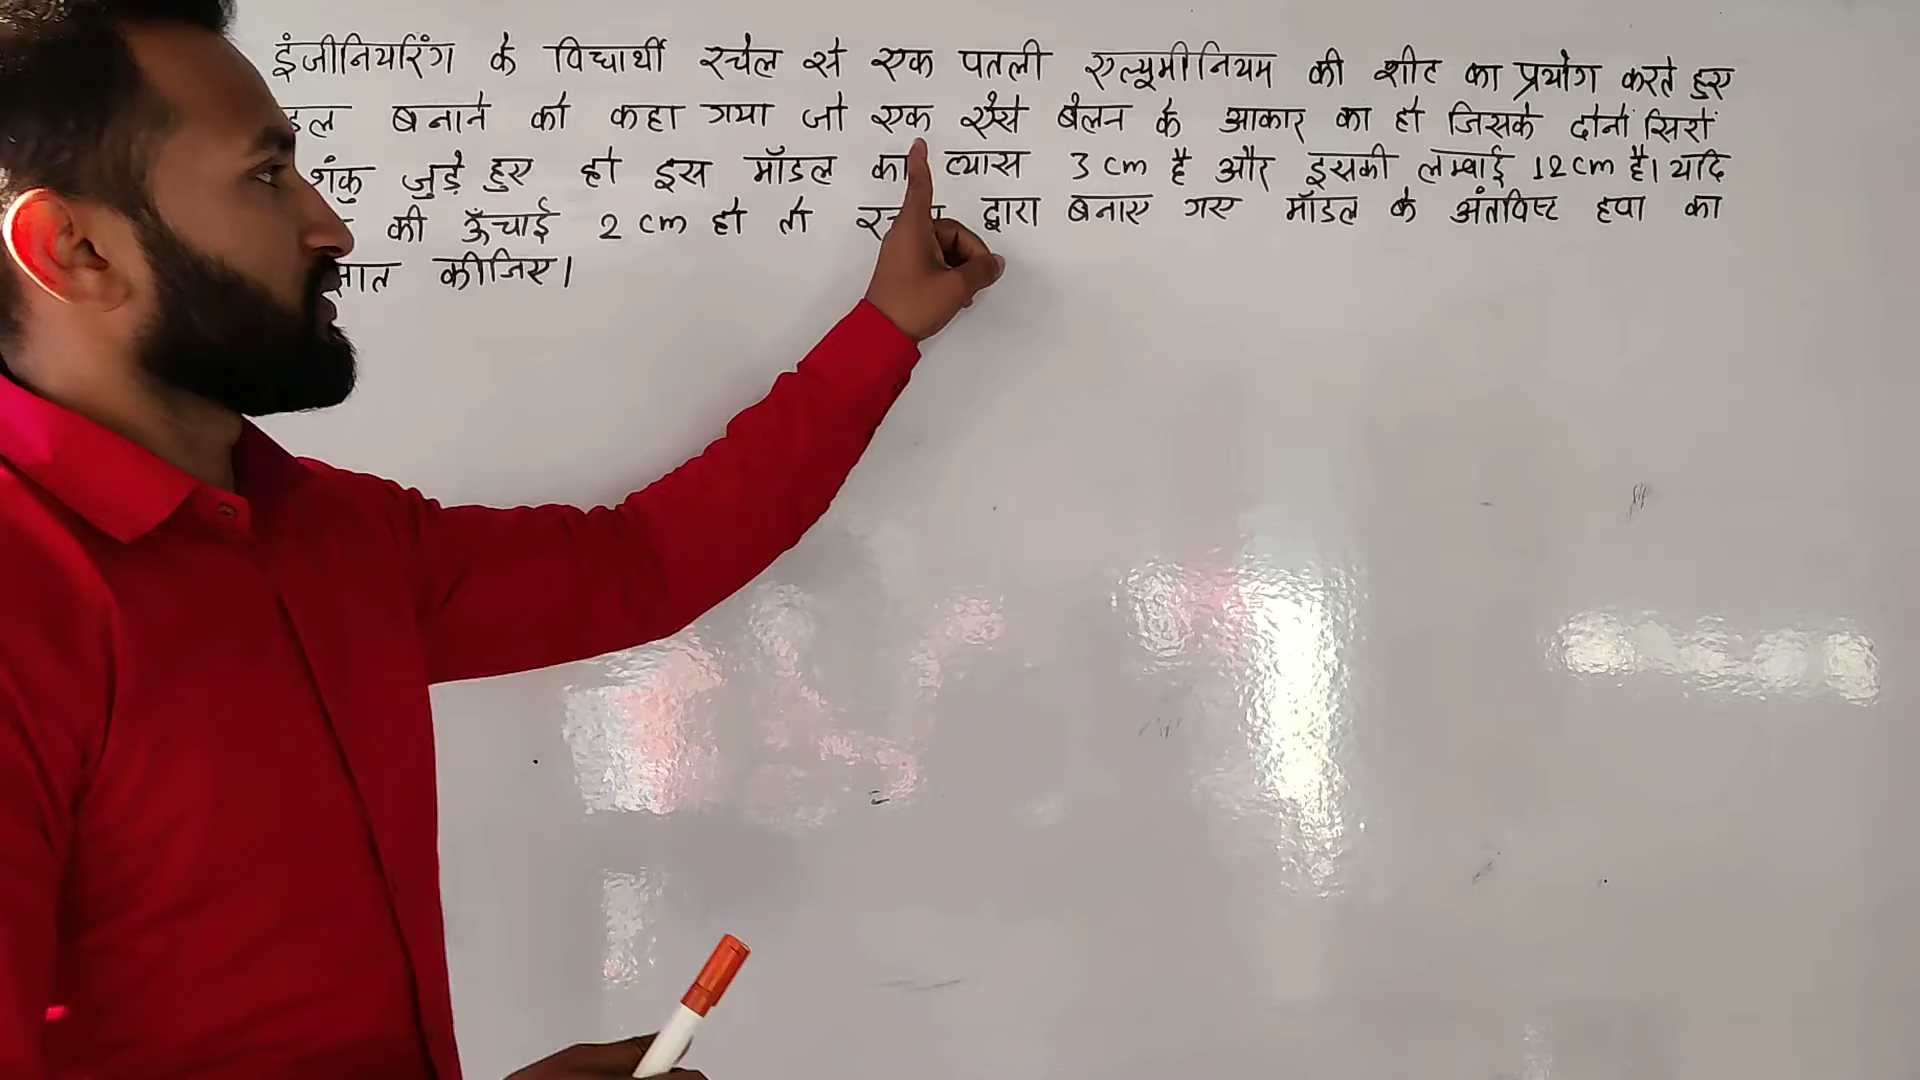 इंजीनियरिंग के विद्यार्थी रचेल से एक पतली एल्यूमीनियम की शीट का प्रयोग करते हुए
बनाने को कहा गया जो एक ऐसे बेलन के आकार का हो जिसके दोनों सिरों
शंकु जुड़े हुए हो इस मॉडल का व्यास 3 cm है और इसकी लम्बाई 12 cm है। यदि
की ऊँचाई 2 cm हो तो द्वारा बनाए गए मॉडल के अंतविष्ट हवा का
ज्ञात कीजिए।